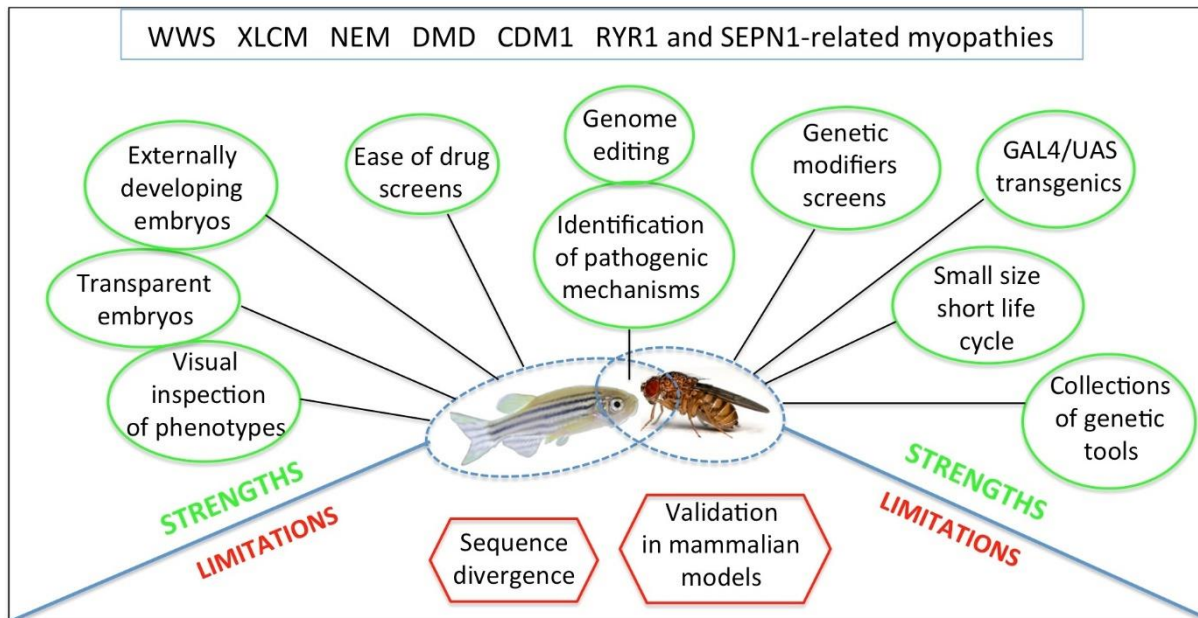 WWS XLCM NEM DMD CDM1 RYR1 and SEPN1-related myopathies
Externally
developing
embryos
Ease of drug
screens
Genome
editing
Genetic
modifiers
screens
GAL4/UAS
transgenics
Transparent
embryos
Identification
of pathogenic
mechanisms
Small size
short life
cycle
Visual
inspection
of phenotypes
Collections
of genetic
tools
STRENGTHS
LIMITATIONS
STRENGTHS
LIMITATIONS
Sequence
divergence
Validation
in mammalian
models